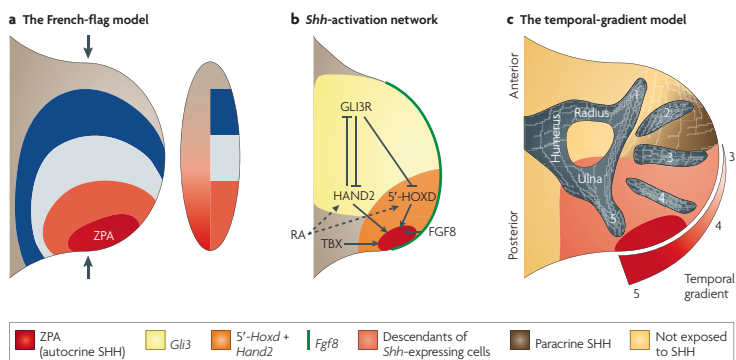 a The French-flag model
ZPA
b Shh-activation network
GLI3R
HAND2
5′-HOXD
RA
TBX
FGF8
c The temporal-gradient model
Anterior
Posterior
Humerus
Radius
Ulna
1
2
3
4
5
3
4
5
Temporal
gradient
ZPA
(autocrine SHH)
Gli3
5′-Hoxd +
Hand2
Fgf8
Descendants of
Shh-expressing cells
Paracrine SHH
Not exposed
to SHH